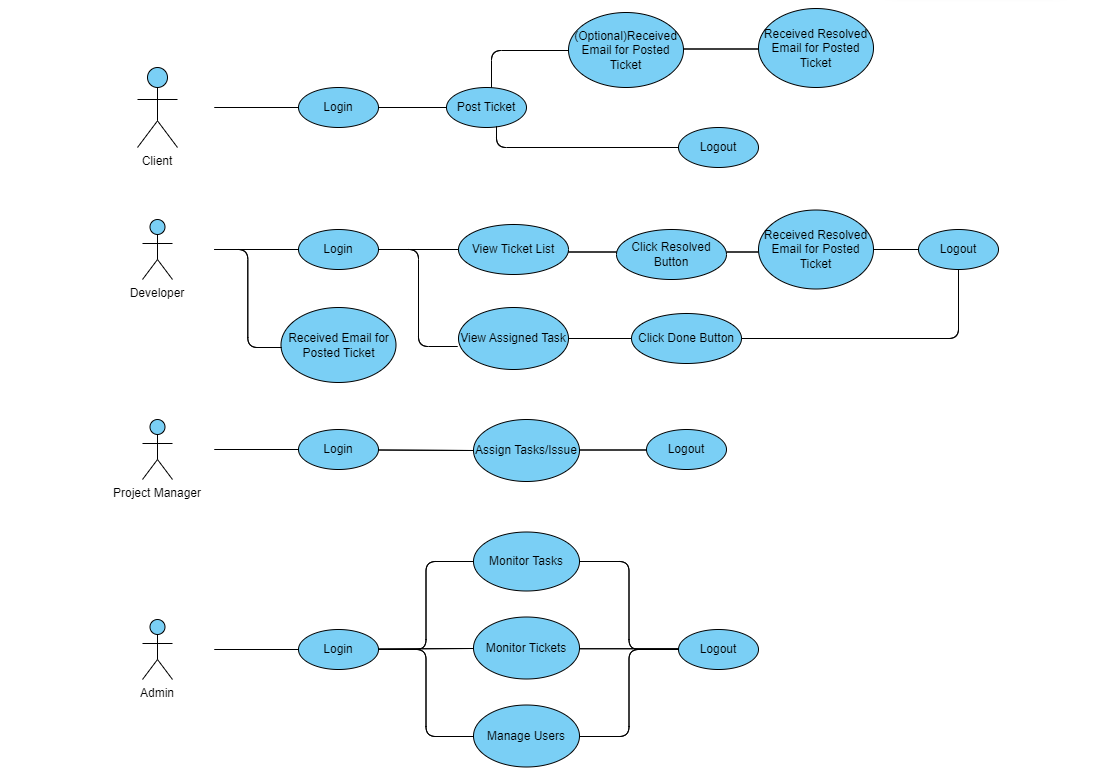 (Optional)Received
Email for Posted
Ticket
Received Resolved
Email for Posted
Ticket
Login
Post Ticket
Logout
Client
Login
View Ticket List
Click Resolved
Button
Received Resolved
Email for Posted
Ticket
Logout
Developer
Received Email for
Posted Ticket
View Assigned Task
Click Done Button
Login
Assign Tasks/Issue
Logout
Project Manager
Monitor Tasks
Login
Monitor Tickets
Logout
Admin
Manage Users